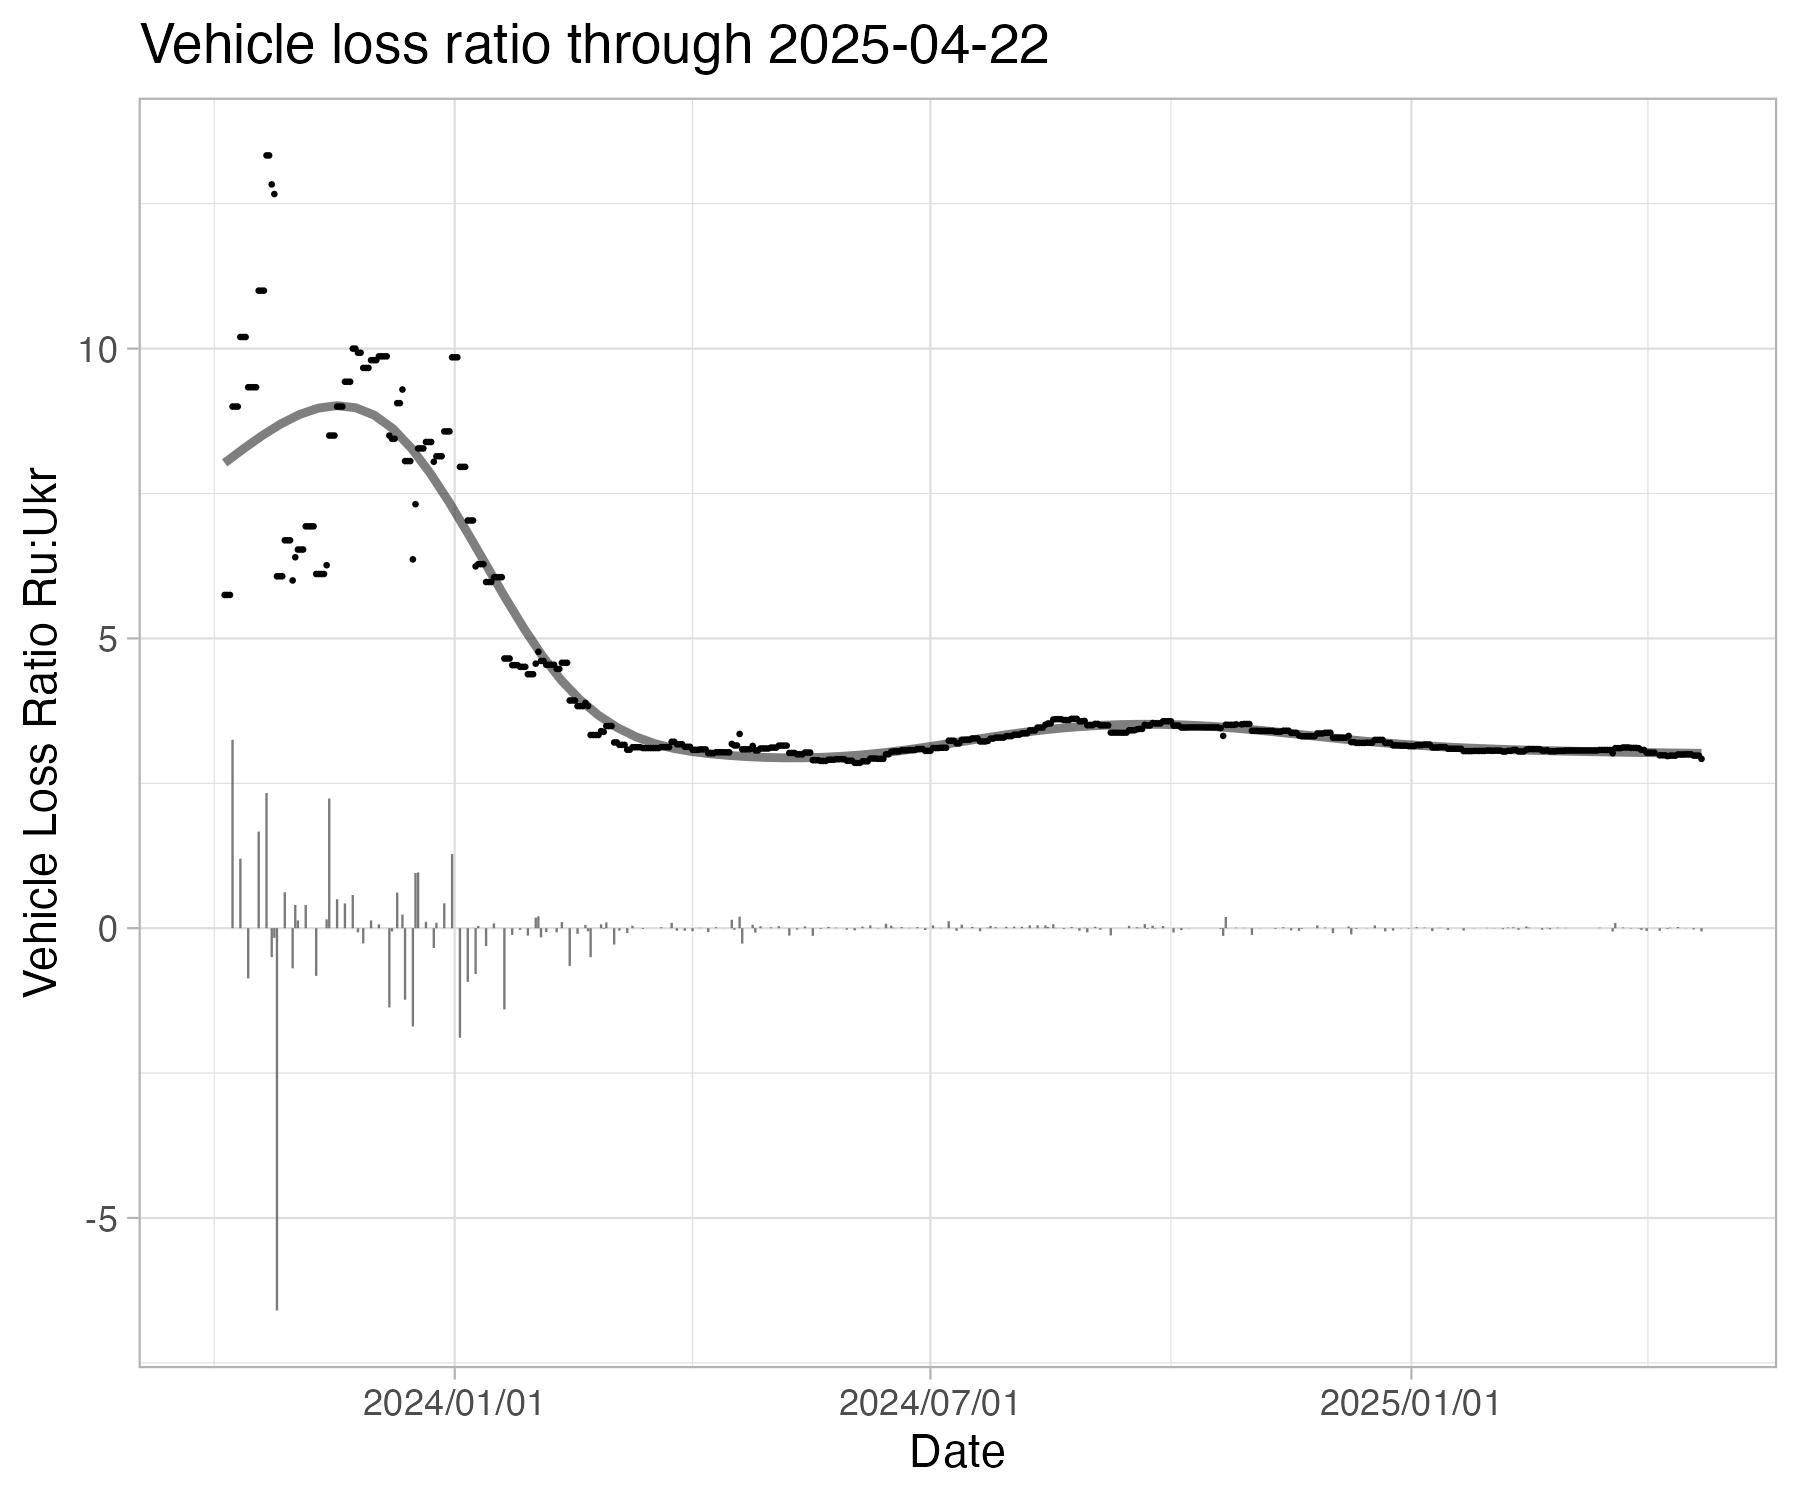 Vehicle loss ratio through 2025-04-22
Vehicle Loss Ratio Ru:Ukr
10
5
0
-5
2024/01/01
2024/07/01
2025/01/01
Date